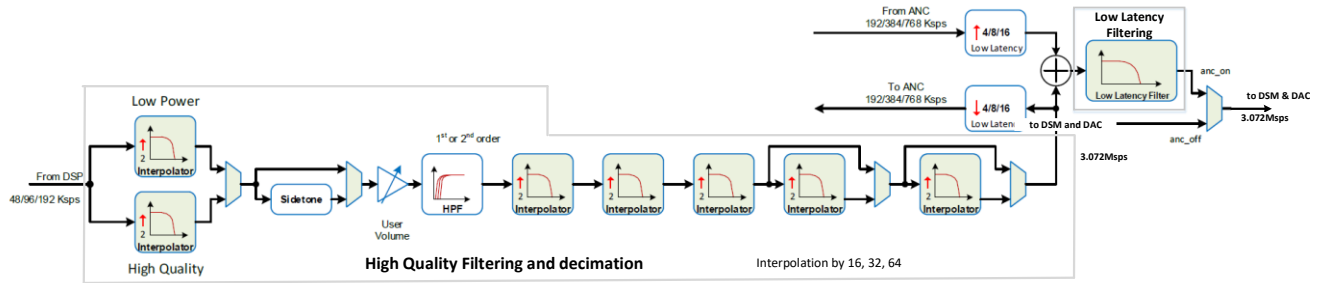 From ANC
192/384/768 Ksps
4/8/16
Low Latency
Low Latency
Filtering
Low Latency Filter
anc_on
to DSM & DAC
3.072Msps
To ANC
192/384/768 Ksps
4/8/16
to DSM and DAC
anc_off
3.072Msps
Low Power
2
Interpolator
From DSP
48/96/192 Ksps
Sidetone
2
Interpolator
High Quality
User
Volume
1st or 2nd order
HPF
2
Interpolator
2
Interpolator
2
Interpolator
2
Interpolator
2
Interpolator
High Quality Filtering and decimation
Interpolation by 16, 32, 64